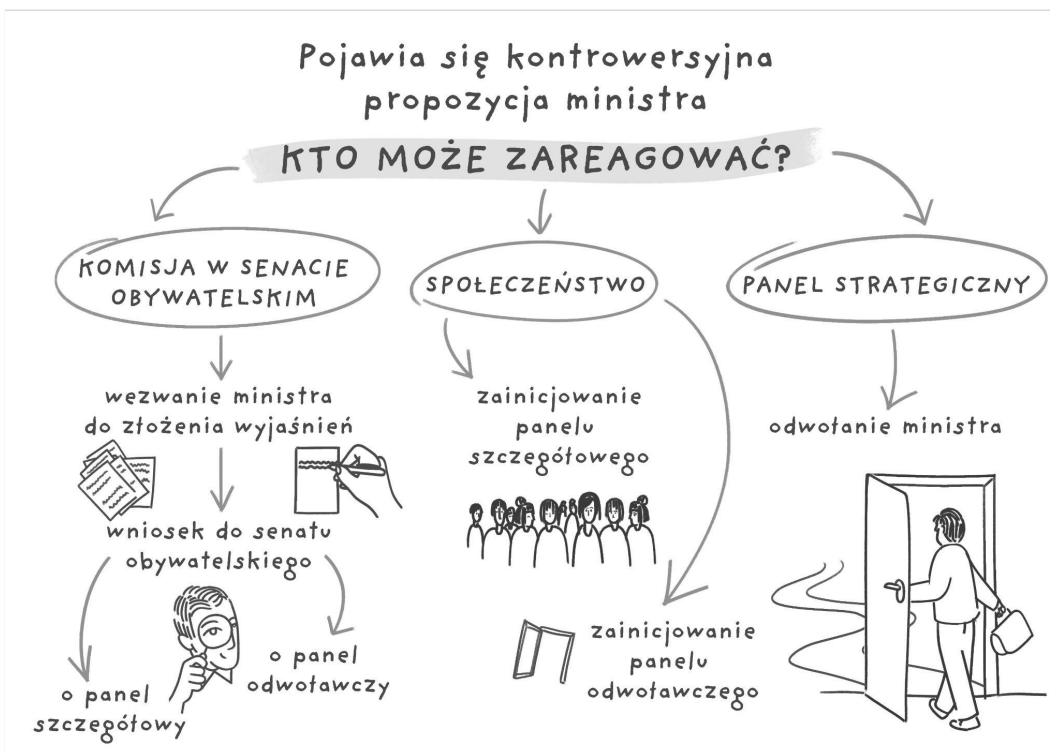 Pojawia się kontrowersyjna
propozycja ministra
KTO MOŻE ZAREAGOWAĆ?
KOMISJA W SENACIE
OBYWATELSKIM
wezwanie ministra
do złożenia wyjaśnień
wniosek do senatu
obywatelskiego
o panel
szczegółowy
o panel
odwoławczy
SPOŁECZEŃSTWO
zainicjowanie
panelu
szczegółowego
zainicjowanie
panelu
odwoławczego
PANEL STRATEGICZNY
odwołanie ministra